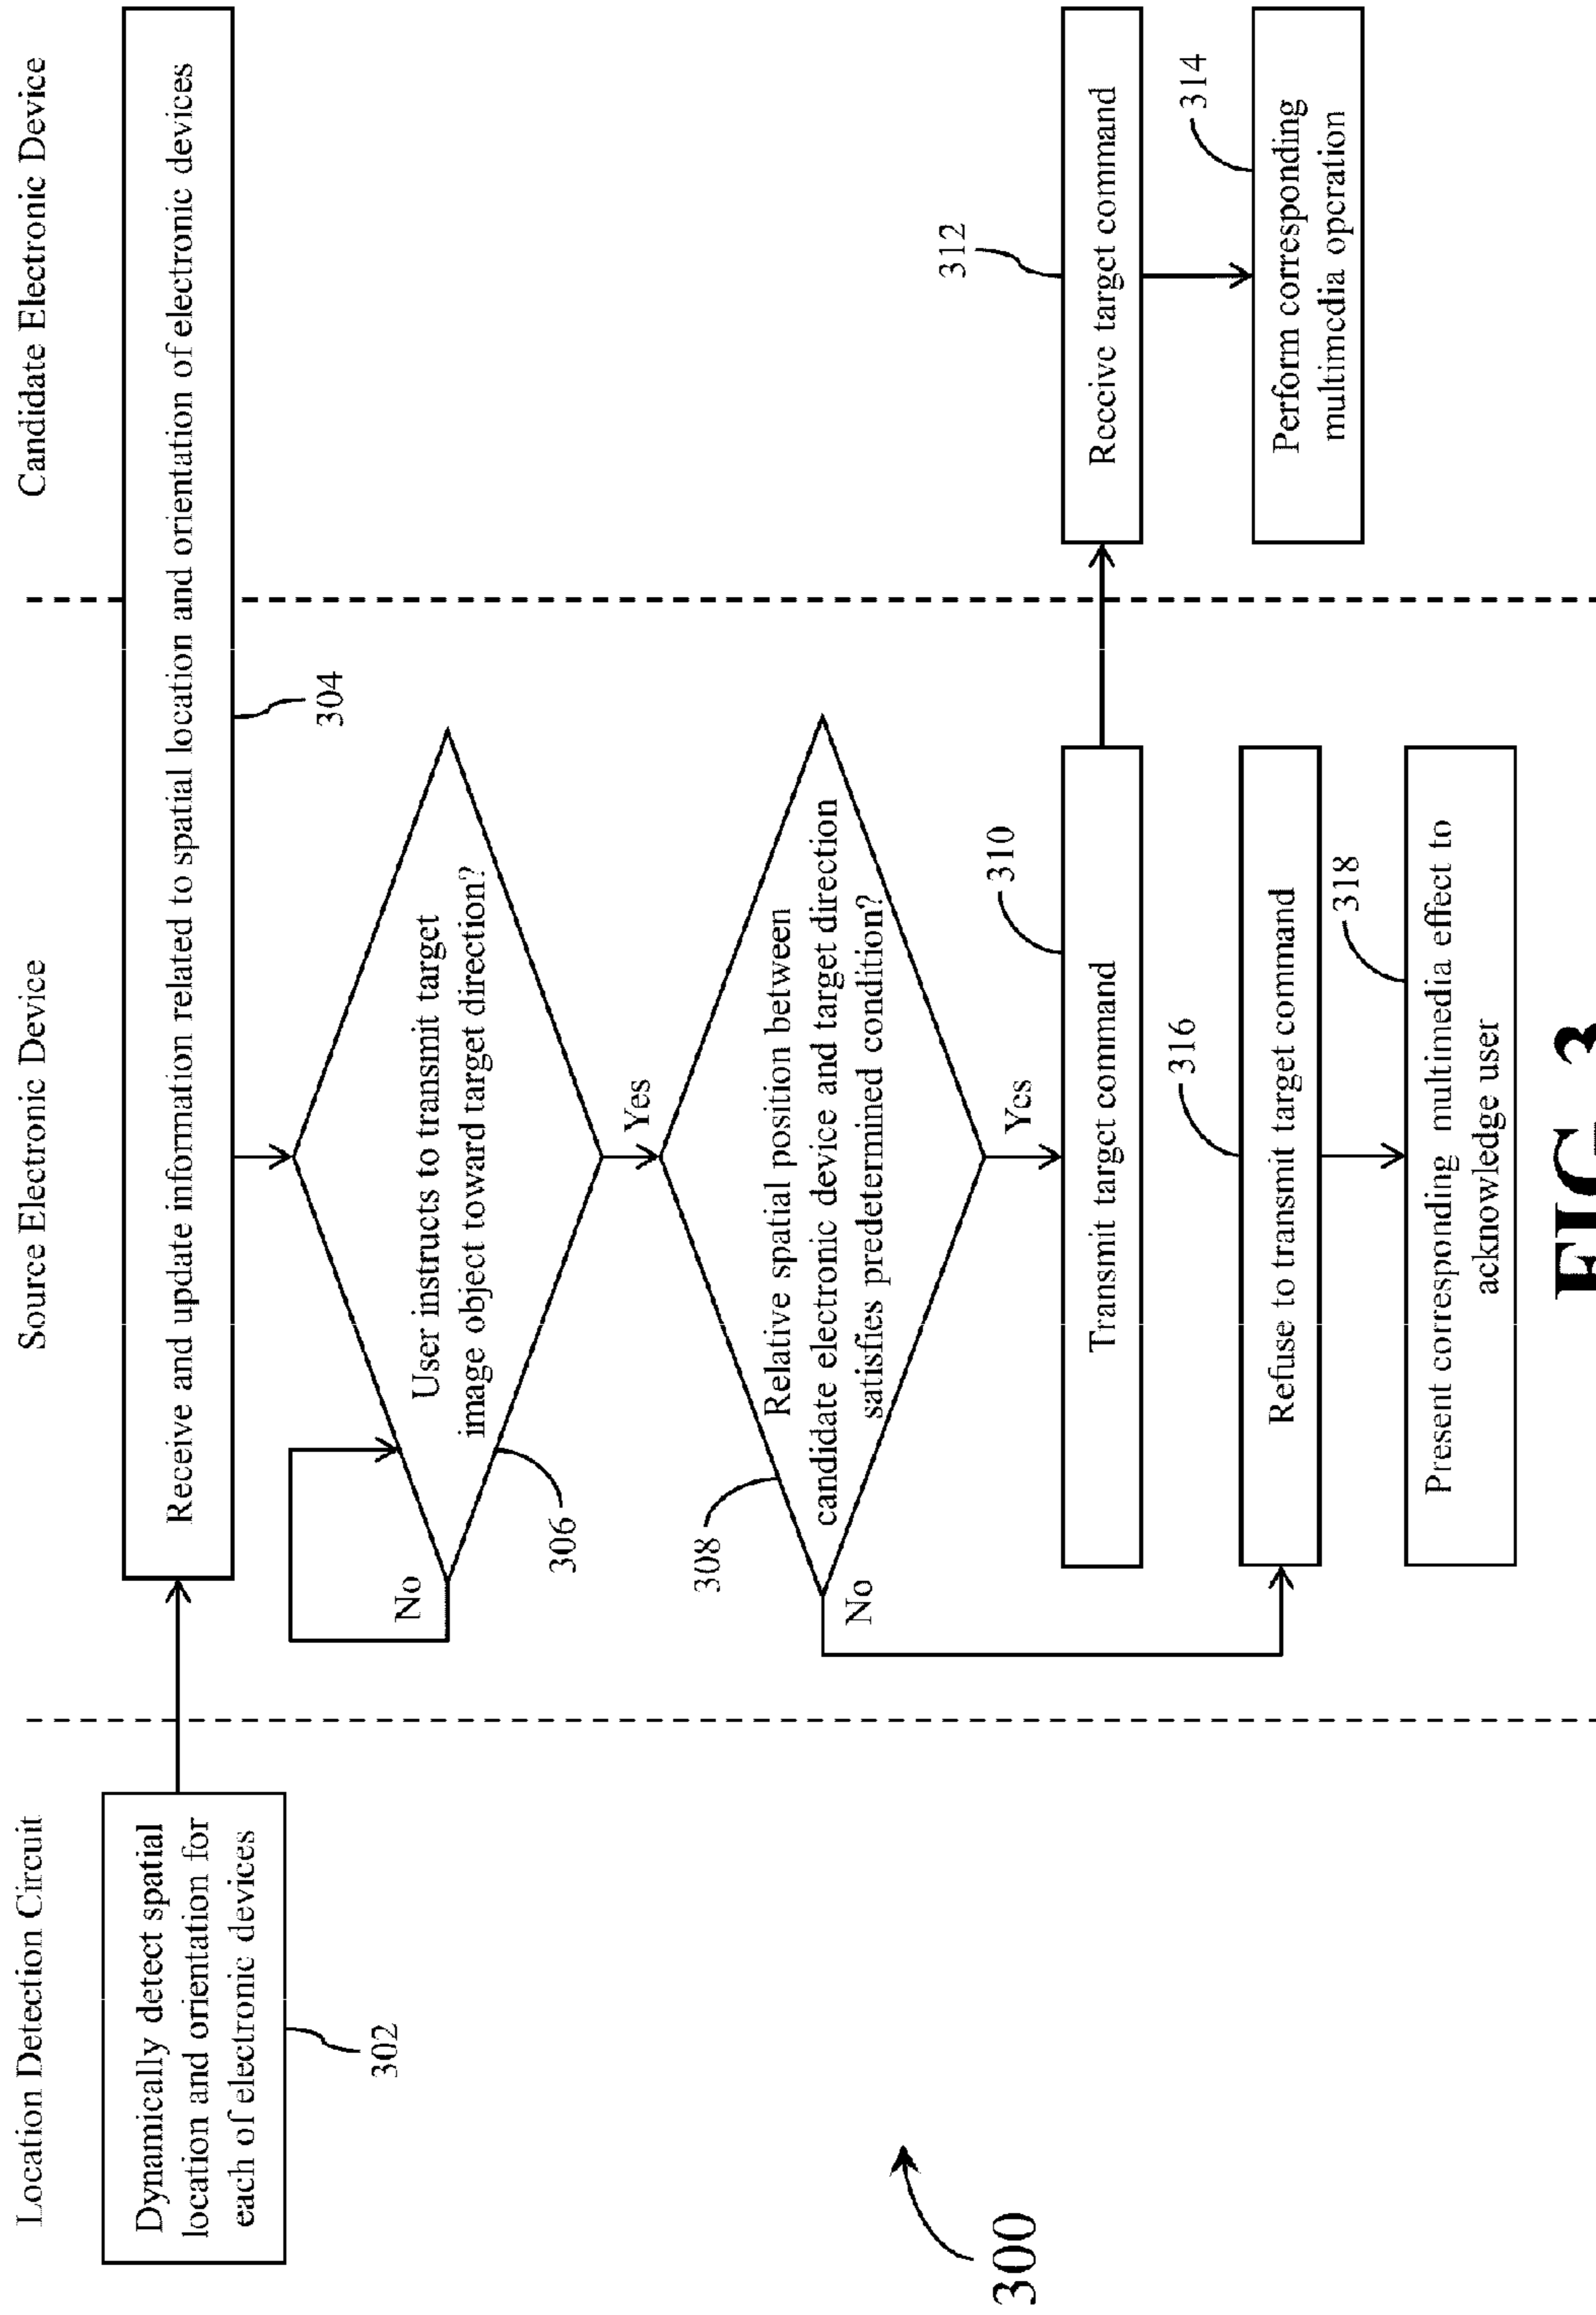 Location Detection Circuit
Source Electronic Device
Candidate Electronic Device
Dynamically detect spatial
location and orientation for
each of electronic devices
302
Receive and update information related to spatial location and orientation of electronic devices
304
User instructs to transmit target
image object toward target direction?
No
306
Yes
Relative spatial position between
candidate electronic device and target direction
satisfies predetermined condition?
308
No
Yes
310
Transmit target command
312
Receive target command
314
Perform corresponding
multimedia operation
316
Refuse to transmit target command
318
Present corresponding multimedia effect to
acknowledge user
300
FIG. 3